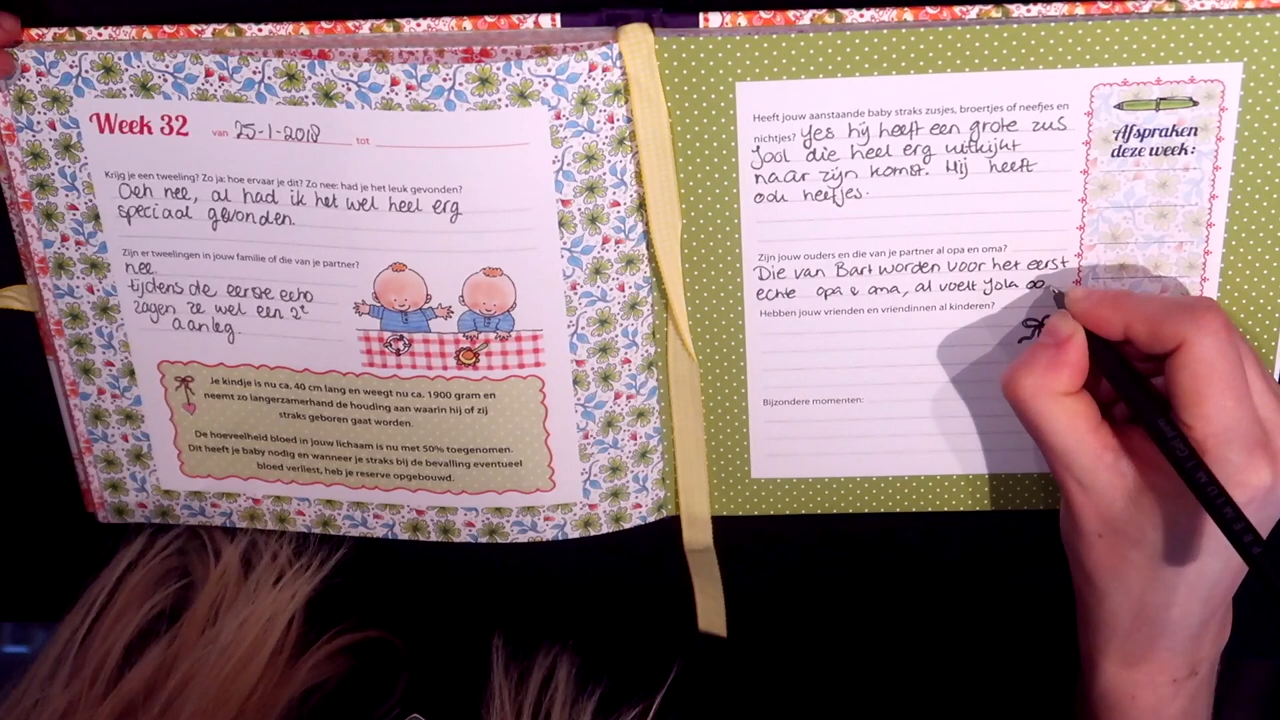 Week 32 van 25-1-2018 tot
Krijg je een tweeling? Zo ja: hoe ervaar je dit? Zo nee: had je het leuk gevonden?
Oeh nee, al had ik het wel heel erg
speciaal gevonden.
Zijn er tweelingen in jouw familie of die van je partner?
nee.
tijdens de eerste echo
zagen ze wel een 2e
aanleg.
Je kindje is nu ca. 40 cm lang en weegt nu ca. 1900 gram en
neemt zo langerzamerhand de houding aan waarin hij of zij
straks geboren gaat worden.
De hoeveelheid bloed in jouw lichaam is nu met 50% toegenomen.
Dit heeft je baby nodig en wanneer je straks bij de bevalling eventueel
bloed verliest, heb je reserve opgebouwd.
Heeft jouw aanstaande baby straks zusjes, broertjes of neefjes en
nichtjes? Yes hij heeft een grote zus
Jool die heel erg uitkijkt
naar zijn komst. Hij heeft
ook neefjes.
Zijn jouw ouders en die van je partner al opa en oma?
Die van Bart worden voor het eerst
echte opa & oma, al voelt Jola oo
Hebben jouw vrienden en vriendinnen al kinderen?
Bijzondere momenten:
Afspraken
deze week:
PREMIUM 1 Gel pen